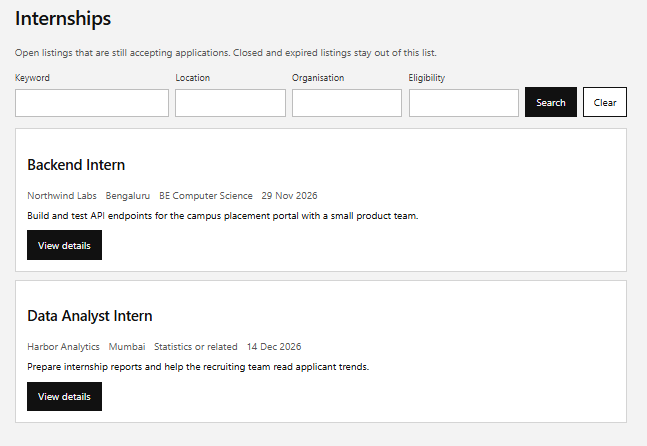 Internships
Open listings that are still accepting applications. Closed and expired listings stay out of this list.
Keyword Location Organisation Eligibility
Search Clear
Backend Intern
Northwind Labs Bengaluru BE Computer Science 29 Nov 2026
Build and test API endpoints for the campus placement portal with a small product team.
View details
Data Analyst Intern
Harbor Analytics Mumbai Statistics or related 14 Dec 2026
Prepare internship reports and help the recruiting team read applicant trends.
View details